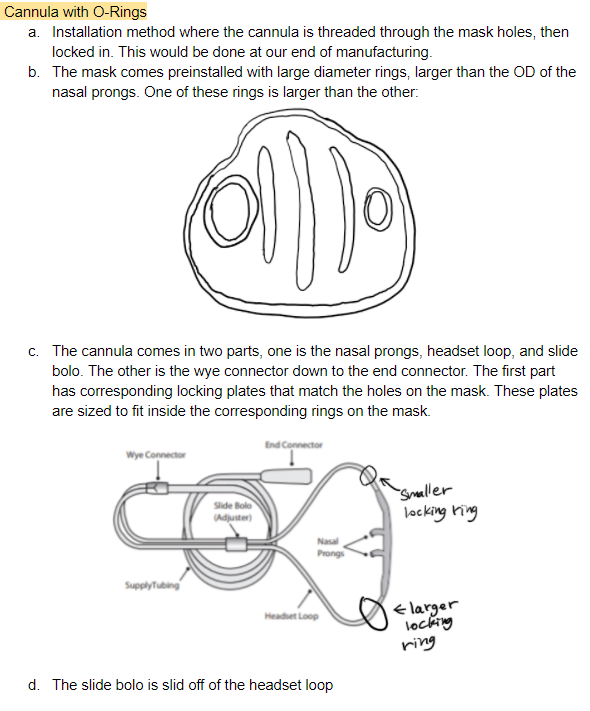 Cannula with O-Rings
a. Installation method where the cannula is threaded through the mask holes, then
locked in. This would be done at our end of manufacturing.
b. The mask comes preinstalled with large diameter rings, larger than the OD of the
nasal prongs. One of these rings is larger than the other:
c. The cannula comes in two parts, one is the nasal prongs, headset loop, and slide
bolo. The other is the wye connector down to the end connector. The first part
has corresponding locking plates that match the holes on the mask. These plates
are sized to fit inside the corresponding rings on the mask.
End Connector
Wye Connector
Smaller
locking ring
Slide Bolo
(Adjuster)
Nasal
Prongs
SupplyTubing
Headset Loop
larger
locking
ring
d. The slide bolo is slid off of the headset loop